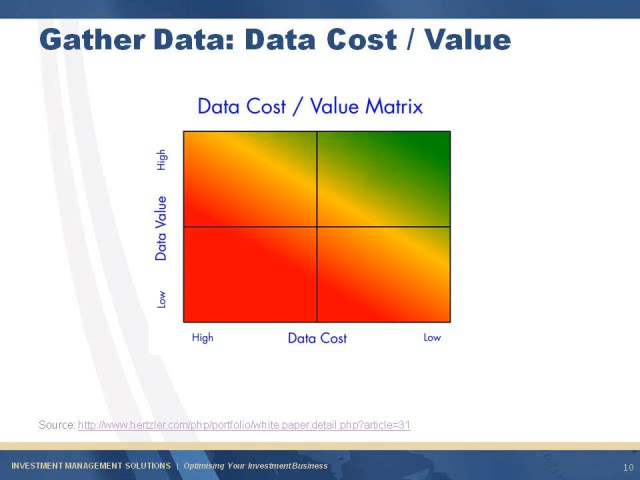 Gather Data: Data Cost / Value
Data Cost / Value Matrix
High
Data Value
Low
High Data Cost Low
Source: http://www.hertzler.com/php/portfolio/white.paper.detail.php?article=31
INVESTMENT MANAGEMENT SOLUTIONS | Optimising Your Investment Business
10